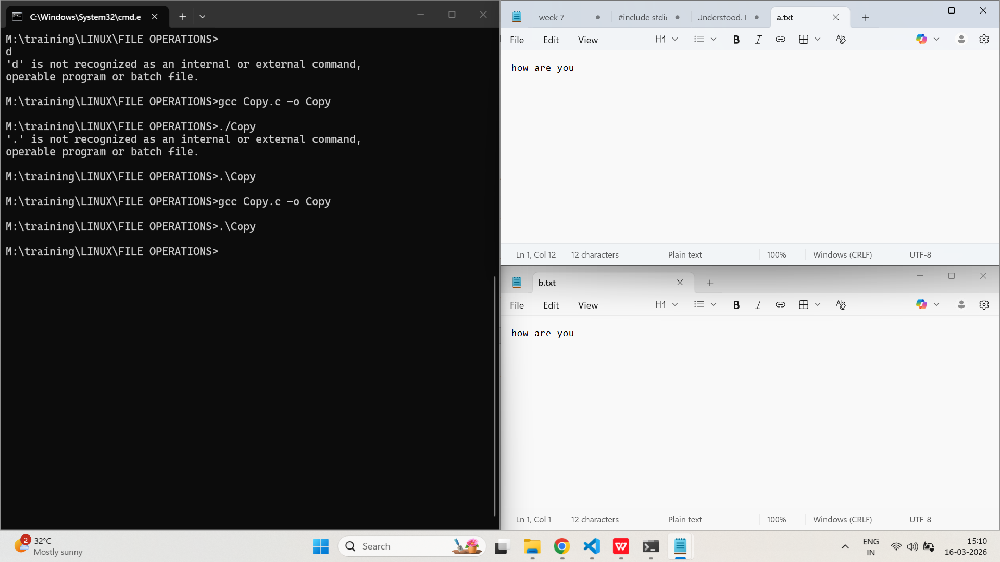 C:\Windows\System32\cmd.e
M:\training\LINUX\FILE OPERATIONS>
d
'd' is not recognized as an internal or external command,
operable program or batch file.
M:\training\LINUX\FILE OPERATIONS>gcc Copy.c -o Copy
M:\training\LINUX\FILE OPERATIONS>./Copy
'.' is not recognized as an internal or external command,
operable program or batch file.
M:\training\LINUX\FILE OPERATIONS>.\Copy
M:\training\LINUX\FILE OPERATIONS>gcc Copy.c -o Copy
M:\training\LINUX\FILE OPERATIONS>.\Copy
M:\training\LINUX\FILE OPERATIONS>
week 7 #include stdi Understood. I a.txt
File Edit View H1 B I
how are you
Ln 1, Col 12 12 characters Plain text 100% Windows (CRLF) UTF-8
b.txt
File Edit View H1 B I
how are you
Ln 1, Col 1 12 characters Plain text 100% Windows (CRLF) UTF-8
2 32°C
Mostly sunny
Search
W
ENG
IN
15:10
16-03-2026